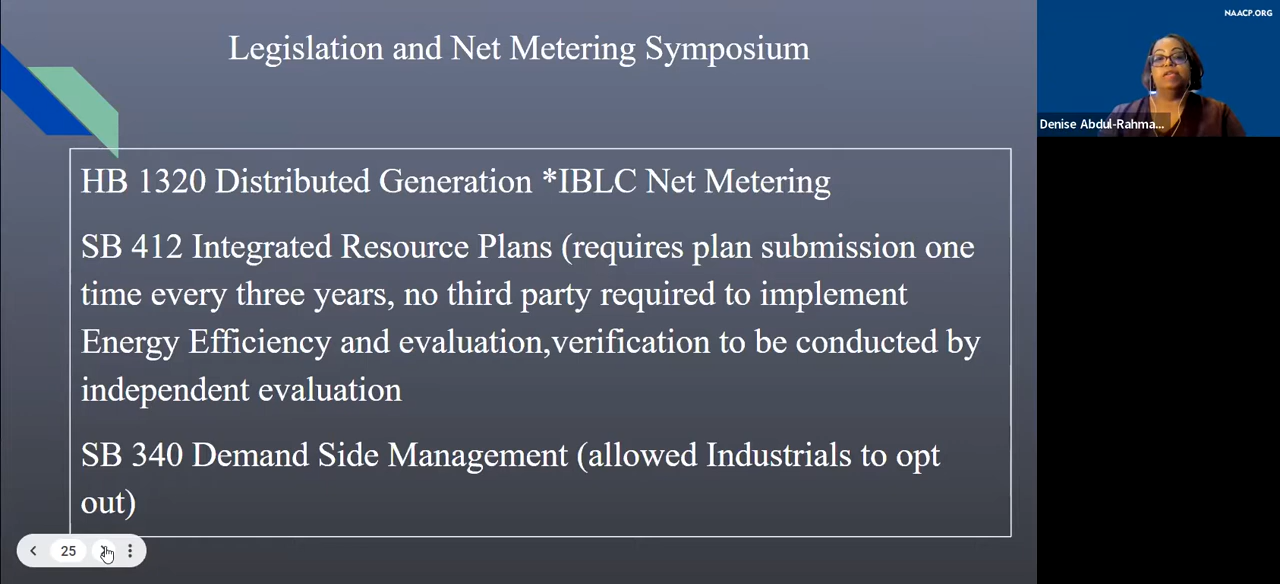 Legislation and Net Metering Symposium
NAACP.ORG
Denise Abdul-Rahma...
HB 1320 Distributed Generation *IBLC Net Metering
SB 412 Integrated Resource Plans (requires plan submission one
time every three years, no third party required to implement
Energy Efficiency and evaluation,verification to be conducted by
independent evaluation
SB 340 Demand Side Management (allowed Industrials to opt
out)
25